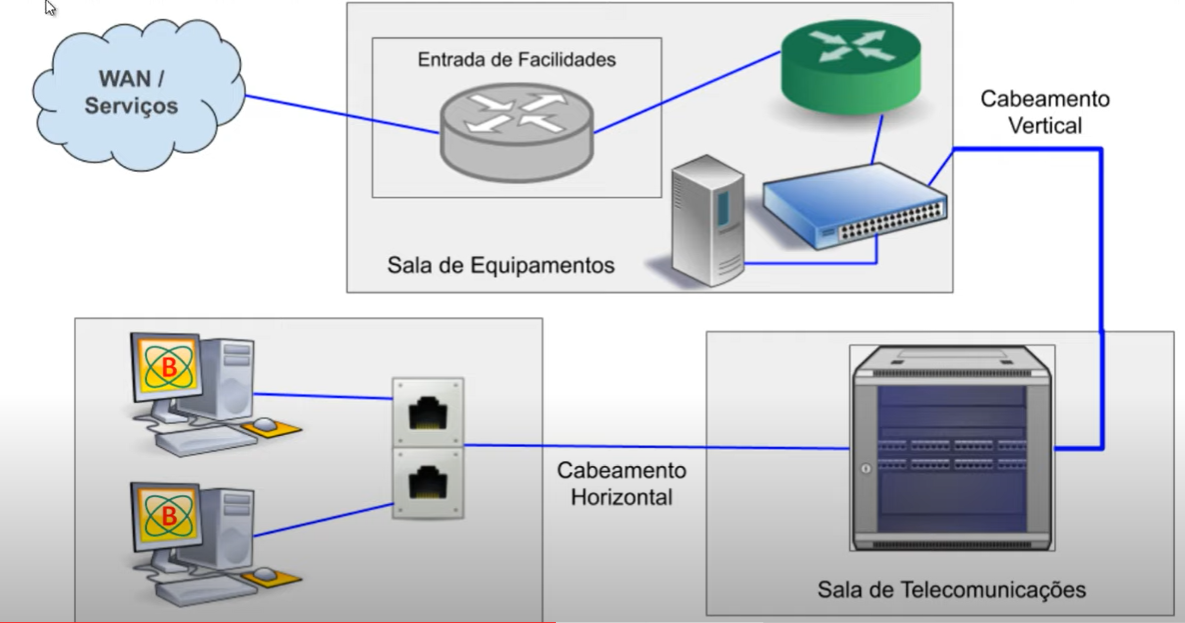 WAN /
Serviços
Entrada de Facilidades
Cabeamento
Vertical
Sala de Equipamentos
B
B
Cabeamento
Horizontal
Sala de Telecomunicações